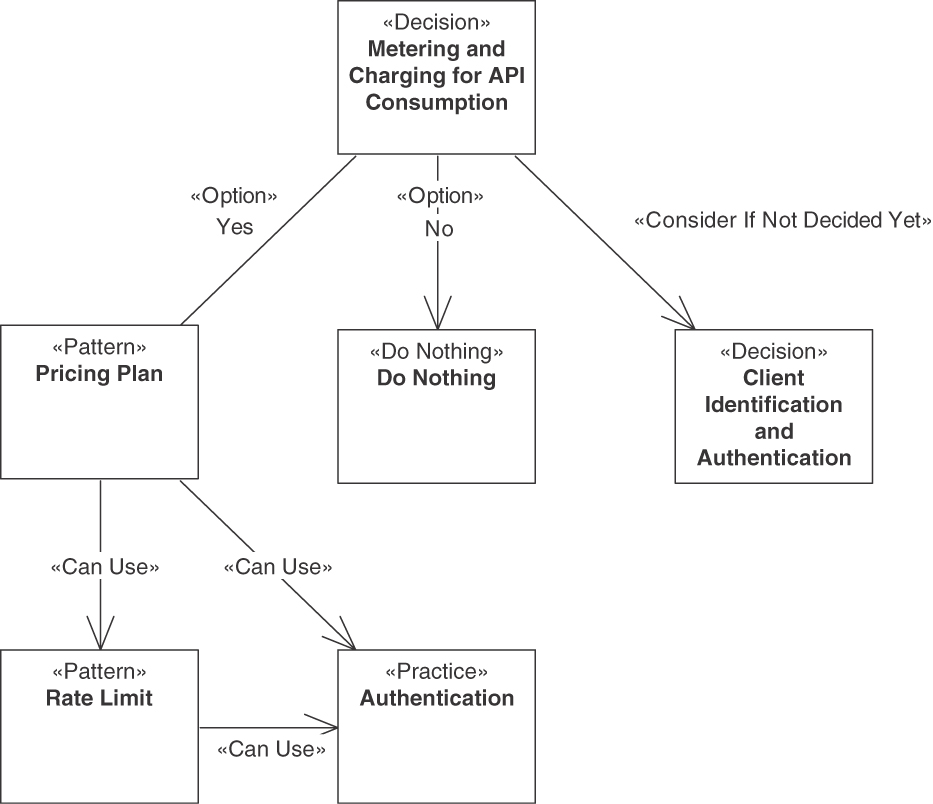 «Decision»
Metering and
Charging for API
Consumption
«Option»
Yes
«Option»
No
«Consider If Not Decided Yet»
«Pattern»
Pricing Plan
«Do Nothing»
Do Nothing
«Decision»
Client
Identification
and
Authentication
«Can Use»
«Can Use»
«Pattern»
Rate Limit
«Can Use»
«Practice»
Authentication